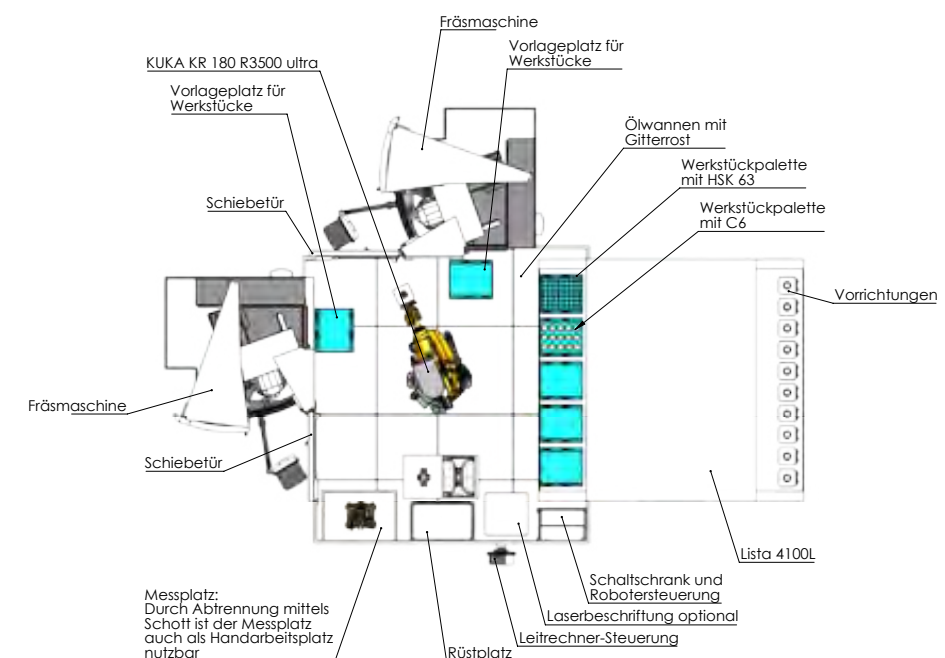 Fräsmaschine
Vorlageplatz für
Werkstücke
KUKA KR 180 R3500 ultra
Vorlageplatz für
Werkstücke
Ölwannen mit
Gitterrost
Werkstückpalette
mit HSK 63
Schiebetür
Werkstückpalette
mit C6
Vorrichtungen
Fräsmaschine
Schiebetür
Lista 4100L
Schaltschrank und
Robotersteuerung
Messplatz:
Durch Abtrennung mittels
Schott ist der Messplatz
auch als Handarbeitsplatz
nutzbar
Laserbeschriftung optional
Leitrechner-Steuerung
Rüstplatz